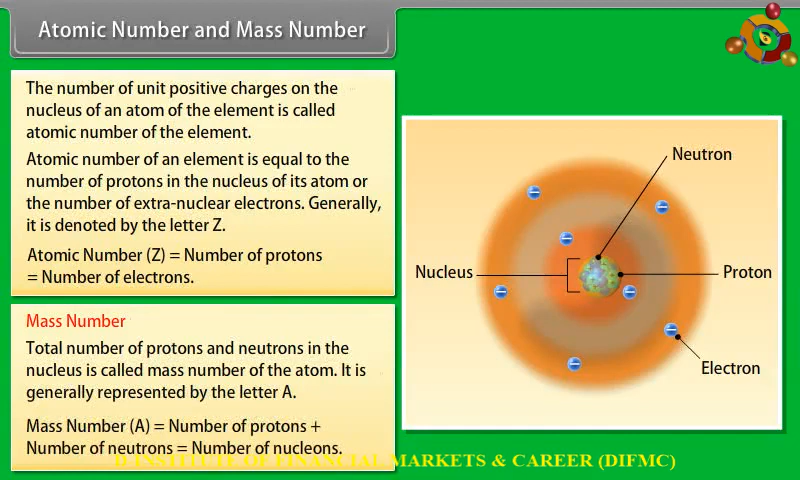 Atomic Number and Mass Number
The number of unit positive charges on the
nucleus of an atom of the element is called
atomic number of the element.
Atomic number of an element is equal to the
number of protons in the nucleus of its atom or
the number of extra-nuclear electrons. Generally,
it is denoted by the letter Z.
Atomic Number (Z) = Number of protons
= Number of electrons.
Mass Number
Total number of protons and neutrons in the
nucleus is called mass number of the atom. It is
generally represented by the letter A.
Mass Number (A) = Number of protons +
Number of neutrons = Number of nucleons.
Neutron
Nucleus
Proton
Electron
D INSTITUTE OF FINANCIAL MARKETS & CAREER (DIFMC)